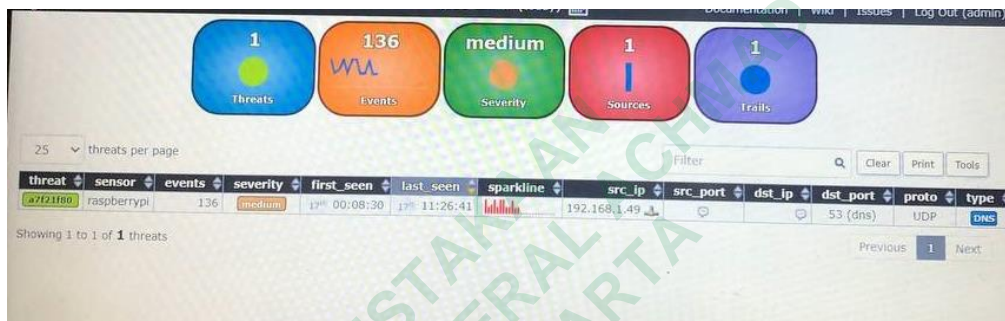 Documentation | Wiki | Issues | Log Out (admin)
1 136 medium 1 1
Threats Events Severity Sources Trails
25 threats per page
Filter Clear Print Tools
threat sensor events severity first_seen last_seen sparkline src_ip src_port dst_ip dst_port proto type
a7f21f80 raspberrypi 136 medium 17th 00:08:30 17th 11:26:41 192.168.1.49 53 (dns) UDP DNS
Showing 1 to 1 of 1 threats
Previous 1 Next